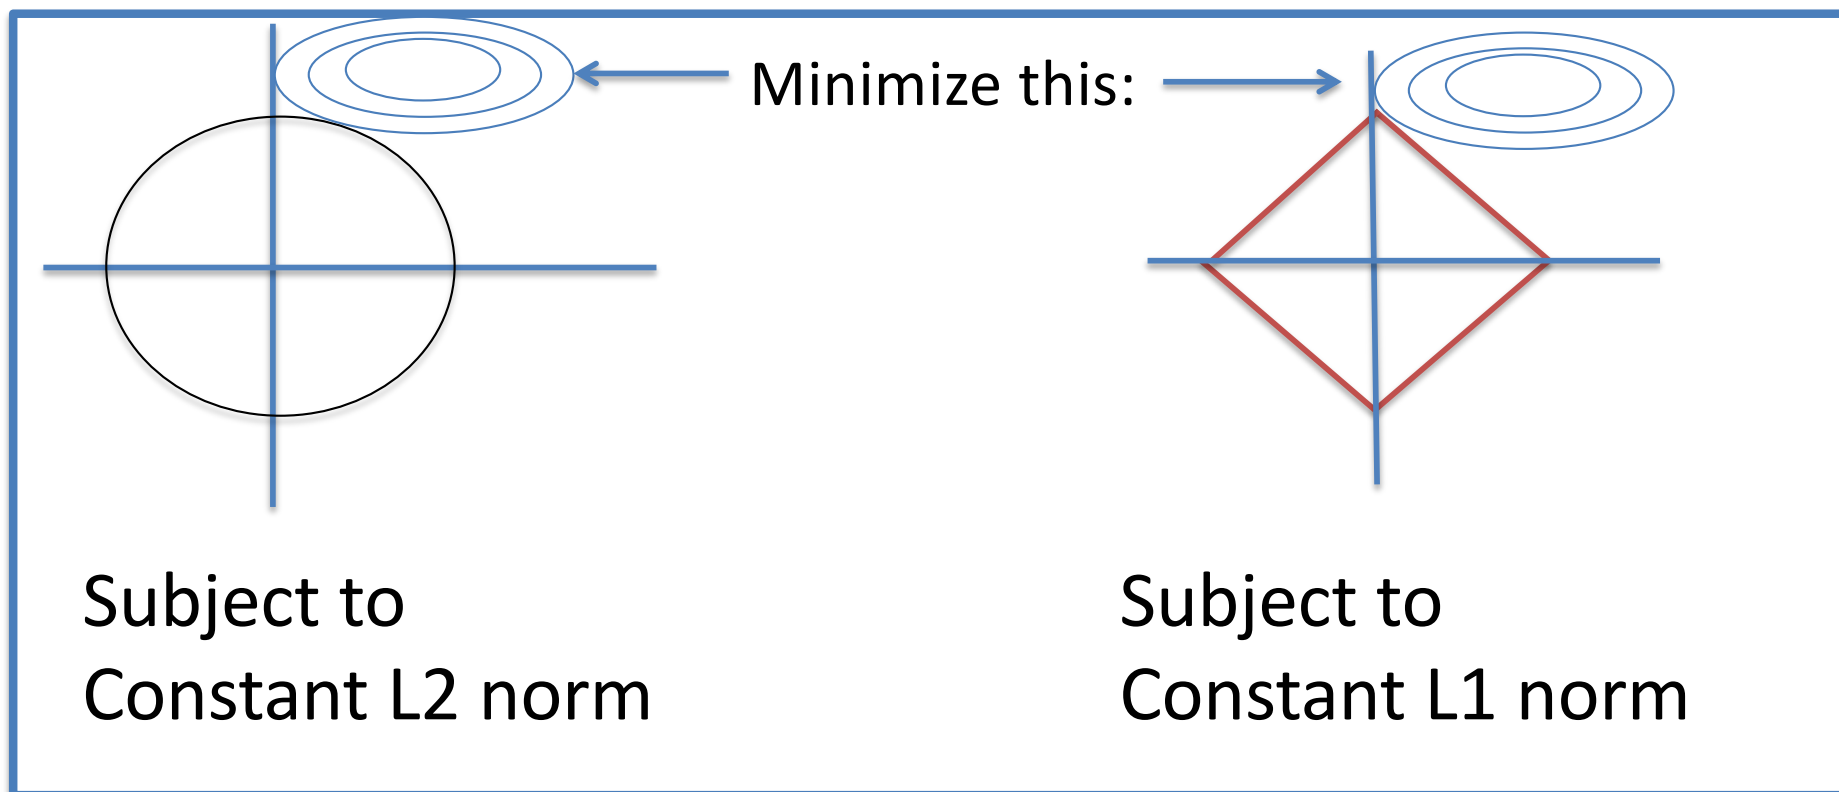 Minimize this:
Subject to
Constant L2 norm
Subject to
Constant L1 norm